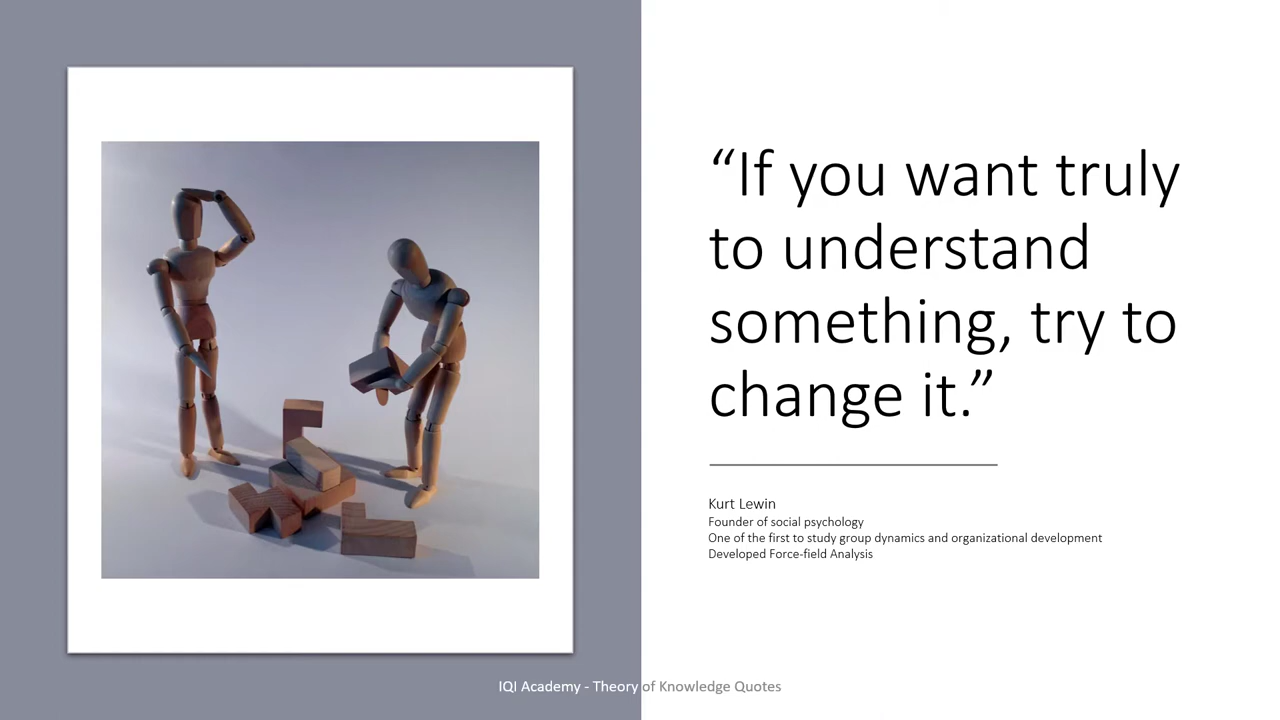 “If you want truly
to understand
something, try to
change it.”
Kurt Lewin
Founder of social psychology
One of the first to study group dynamics and organizational development
Developed Force-field Analysis
IQI Academy - Theory of Knowledge Quotes